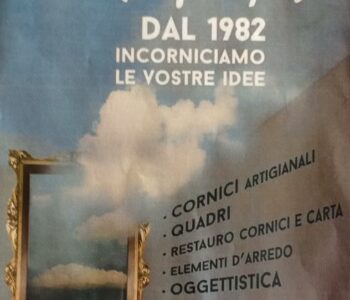 DAL 1982
INCORNICIAMO
LE VOSTRE IDEE
• CORNICI ARTIGIANALI
• QUADRI
• RESTAURO CORNICI E CARTA
• ELEMENTI D'ARREDO
• OGGETTISTICA